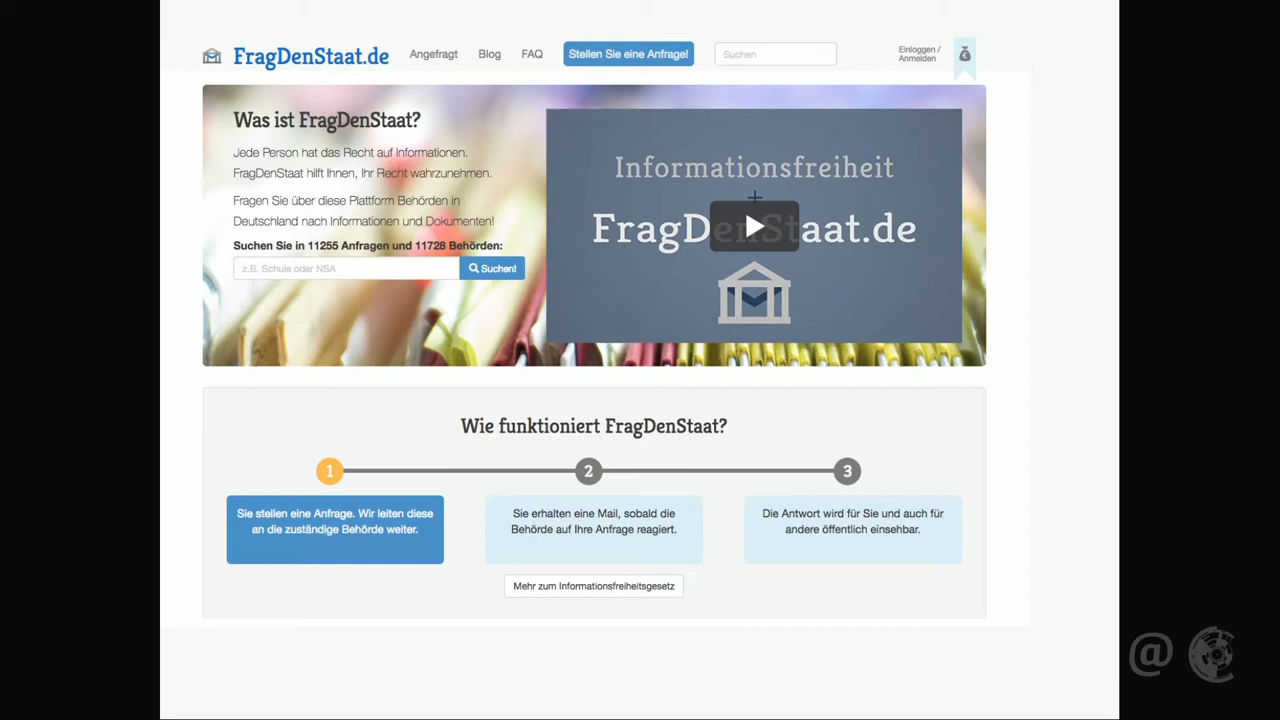 FragDenStaat.de
Angefragt
Blog
FAQ
Stellen Sie eine Anfrage!
Suchen
Einloggen /
Anmelden
€
Was ist FragDenStaat?
Jede Person hat das Recht auf Informationen.
FragDenStaat hilft Ihnen, Ihr Recht wahrzunehmen.
Fragen Sie über diese Plattform Behörden in
Deutschland nach Informationen und Dokumenten!
Suchen Sie in 11255 Anfragen und 11728 Behörden:
z.B. Schule oder NSA
Suchen!
Informationsfreiheit
+
FragDenStaat.de
Wie funktioniert FragDenStaat?
1
2
3
Sie stellen eine Anfrage. Wir leiten diese
an die zuständige Behörde weiter.
Sie erhalten eine Mail, sobald die
Behörde auf Ihre Anfrage reagiert.
Die Antwort wird für Sie und auch für
andere öffentlich einsehbar.
Mehr zum Informationsfreiheitsgesetz
@